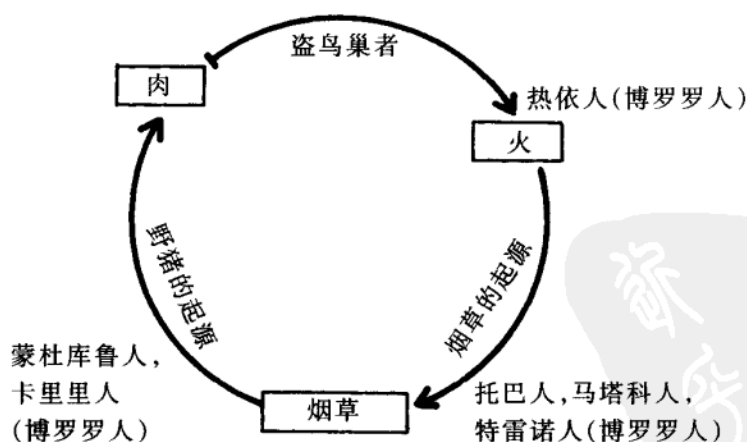 盗鸟巢者
肉
热依人(博罗罗人)
火
野猪的起源
烟草的起源
蒙杜库鲁人,
卡里里人
(博罗罗人)
烟草
托巴人,马塔科人,
特雷诺人(博罗罗人)